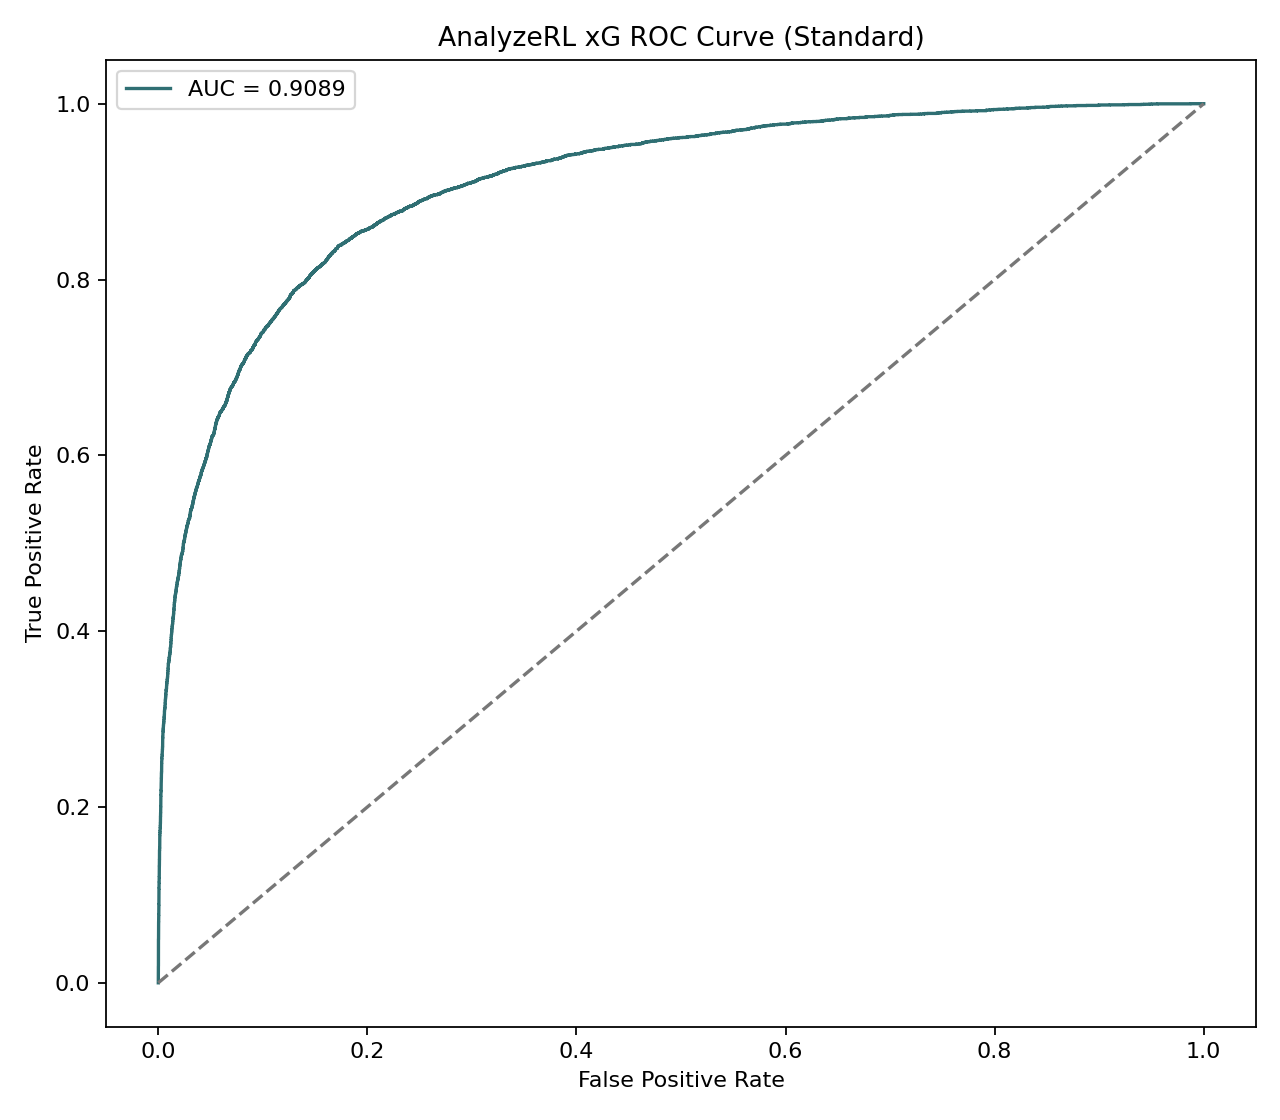 AnalyzeRL xG ROC Curve (Standard)
AUC = 0.9089
True Positive Rate
1.0
0.8
0.6
0.4
0.2
0.0
0.0 0.2 0.4 0.6 0.8 1.0
False Positive Rate